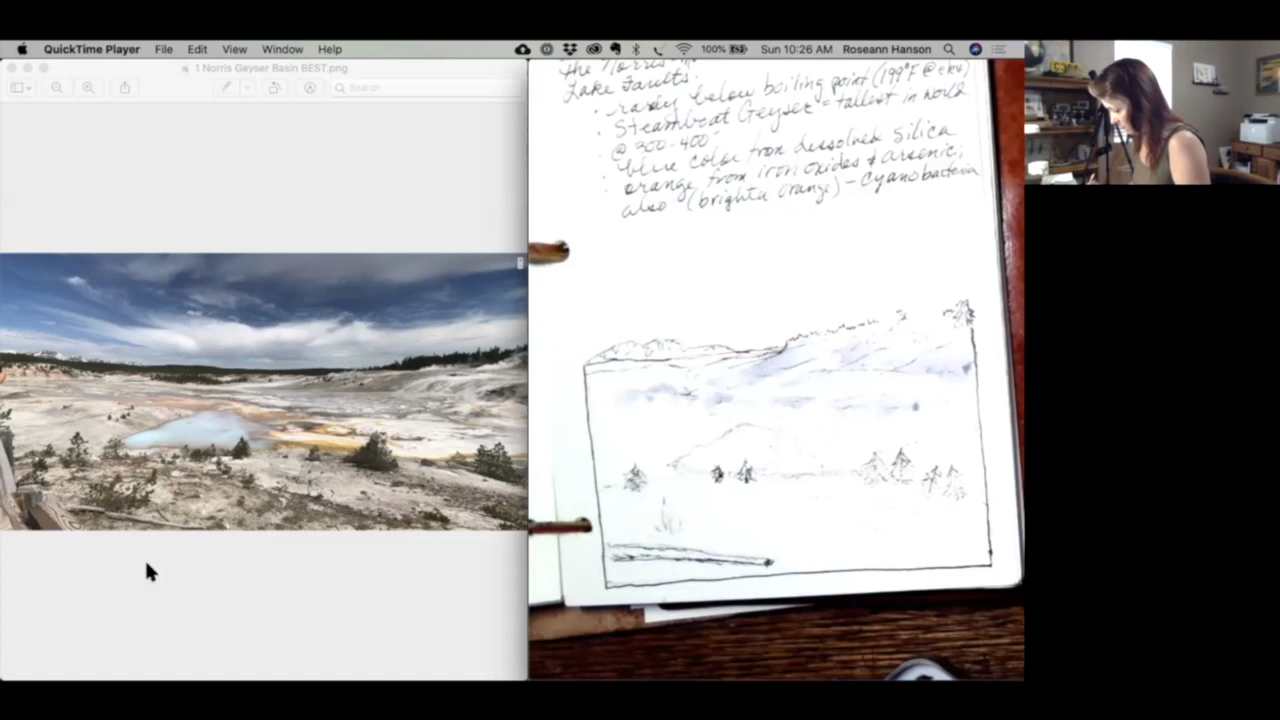 QuickTime Player File Edit View Window Help 100% Sun 10:26 AM Roseann Hanson
1 Norris Geyser Basin BEST.png
Search
the Norris
Lake Faults.
• rarely below boiling point (199°F @ elev)
• Steamboat Geyser = tallest in world
@ 300-400'
• blue color from dissolved silica
• orange from iron oxides & arsenic;
also (brighter orange) - cyanobacteria